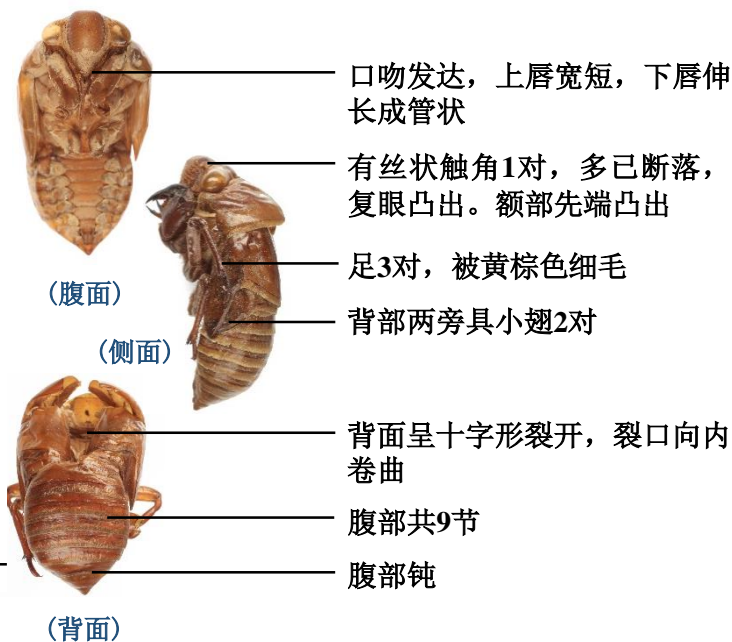 口吻发达，上唇宽短，下唇伸
长成管状
有丝状触角1对，多已断落，
复眼凸出。额部先端凸出
足3对，被黄棕色细毛
(腹面)
背部两旁具小翅2对
(侧面)
背面呈十字形裂开，裂口向内
卷曲
腹部共9节
腹部钝
(背面)